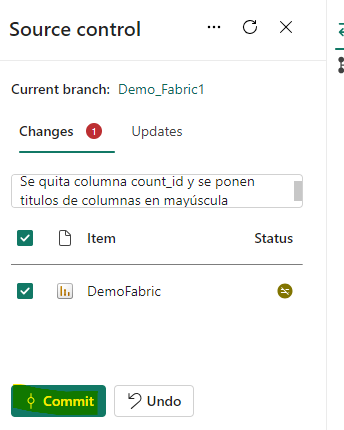 Source control
Current branch: Demo_Fabric1
Changes 1 Updates
Se quita columna count_id y se ponen
titulos de columnas en mayúscula
Item Status
DemoFabric
Commit Undo